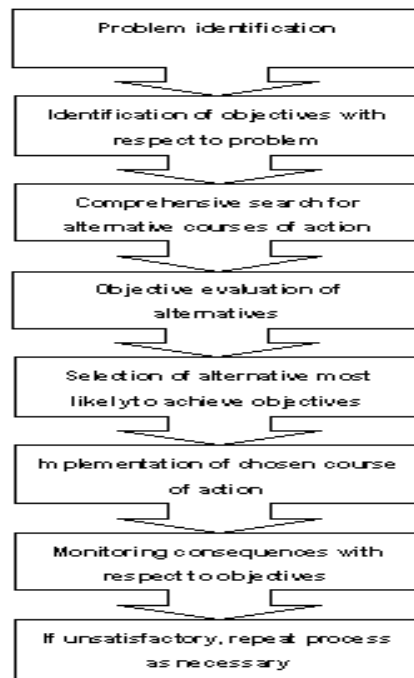 Problem identification
Identification of objectives with
respect to problem
Comprehensive search for
alternative courses of action
Objective evaluation of
alternatives
Selection of alternative most
likely to achieve objectives
Implementation of chosen course
of action
Monitoring consequences with
respect to objectives
If unsatisfactory, repeat process
as necessary